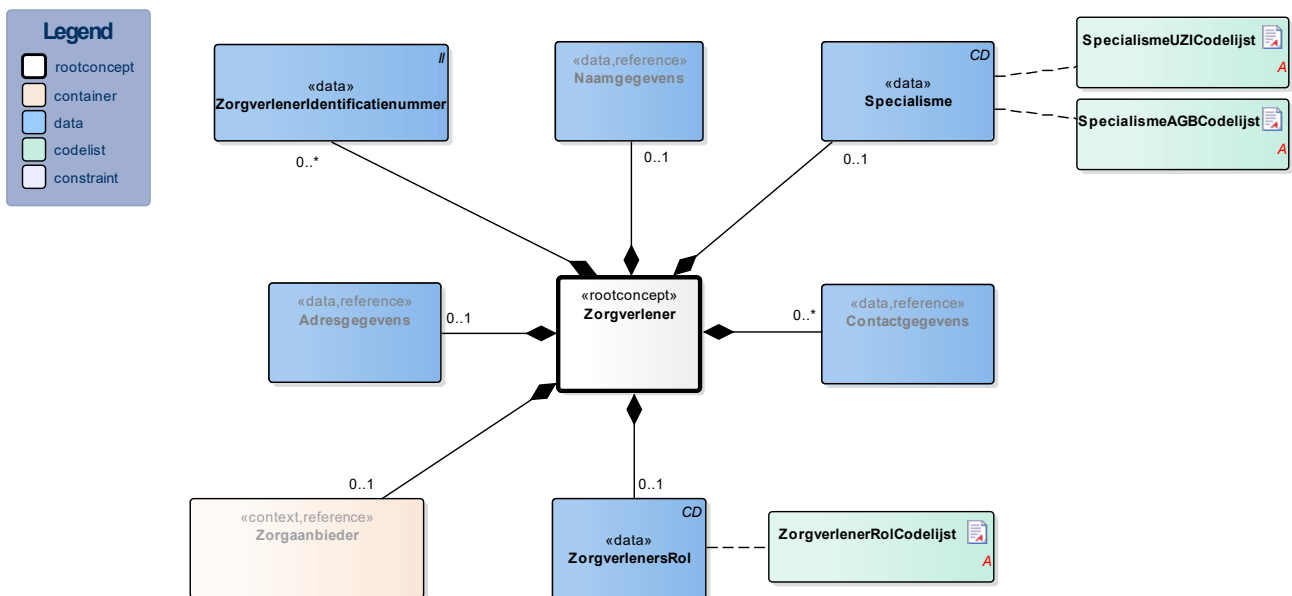 Legend
rootconcept
container
data
codelist
constraint
II
«data»
ZorgverlenerIdentificatienummer
0..*
«data,reference»
Naamgegevens
0..1
CD
«data»
Specialisme
0..1
SpecialismeUZICodelijst
A
SpecialismeAGBCodelijst
A
«data,reference»
Adresgegevens
0..1
«rootconcept»
Zorgverlener
0..*
«data,reference»
Contactgegevens
0..1
«context,reference»
Zorgaanbieder
0..1
CD
«data»
ZorgverlenersRol
ZorgverlenerRolCodelijst
A